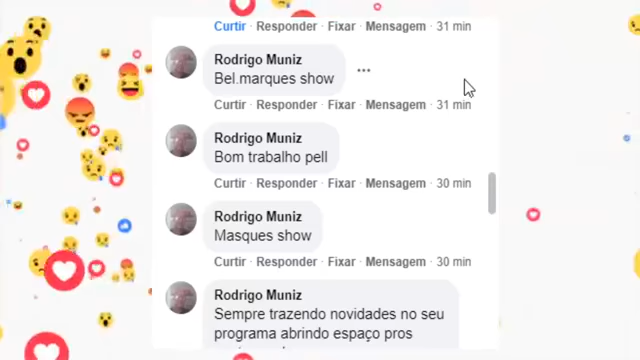 Curtir · Responder · Fixar · Mensagem · 31 min
Rodrigo Muniz
Bel.marques show
Curtir · Responder · Fixar · Mensagem · 31 min
Rodrigo Muniz
Bom trabalho pell
Curtir · Responder · Fixar · Mensagem · 30 min
Rodrigo Muniz
Masques show
Curtir · Responder · Fixar · Mensagem · 30 min
Rodrigo Muniz
Sempre trazendo novidades no seu
programa abrindo espaço pros